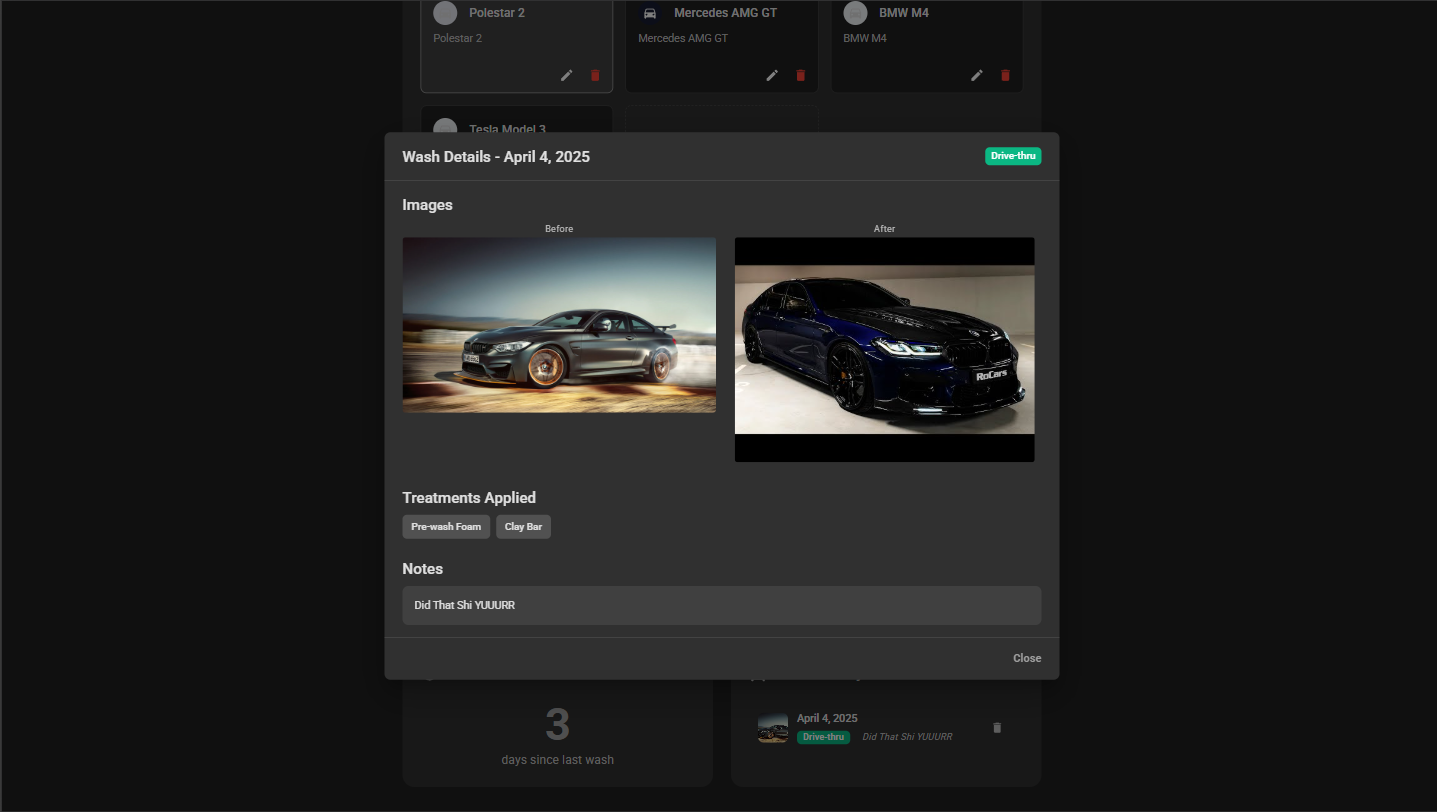 Polestar 2
Mercedes AMG GT
BMW M4
Polestar 2
Mercedes AMG GT
BMW M4
Tesla Model 3
Wash Details - April 4, 2025
Drive-thru
Images
Before
After
RoCars
Treatments Applied
Pre-wash Foam
Clay Bar
Notes
Did That Shi YUUURR
Close
3
days since last wash
April 4, 2025
Drive-thru
Did That Shi YUUURR